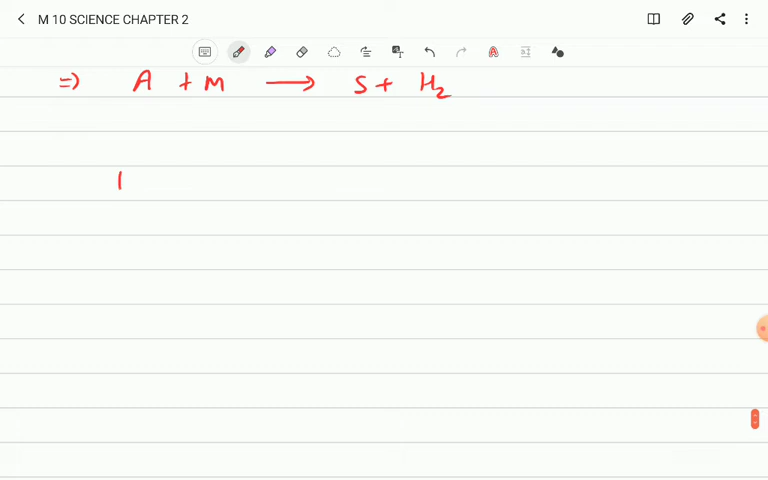 M 10 SCIENCE CHAPTER 2
=) A + M → S + H₂